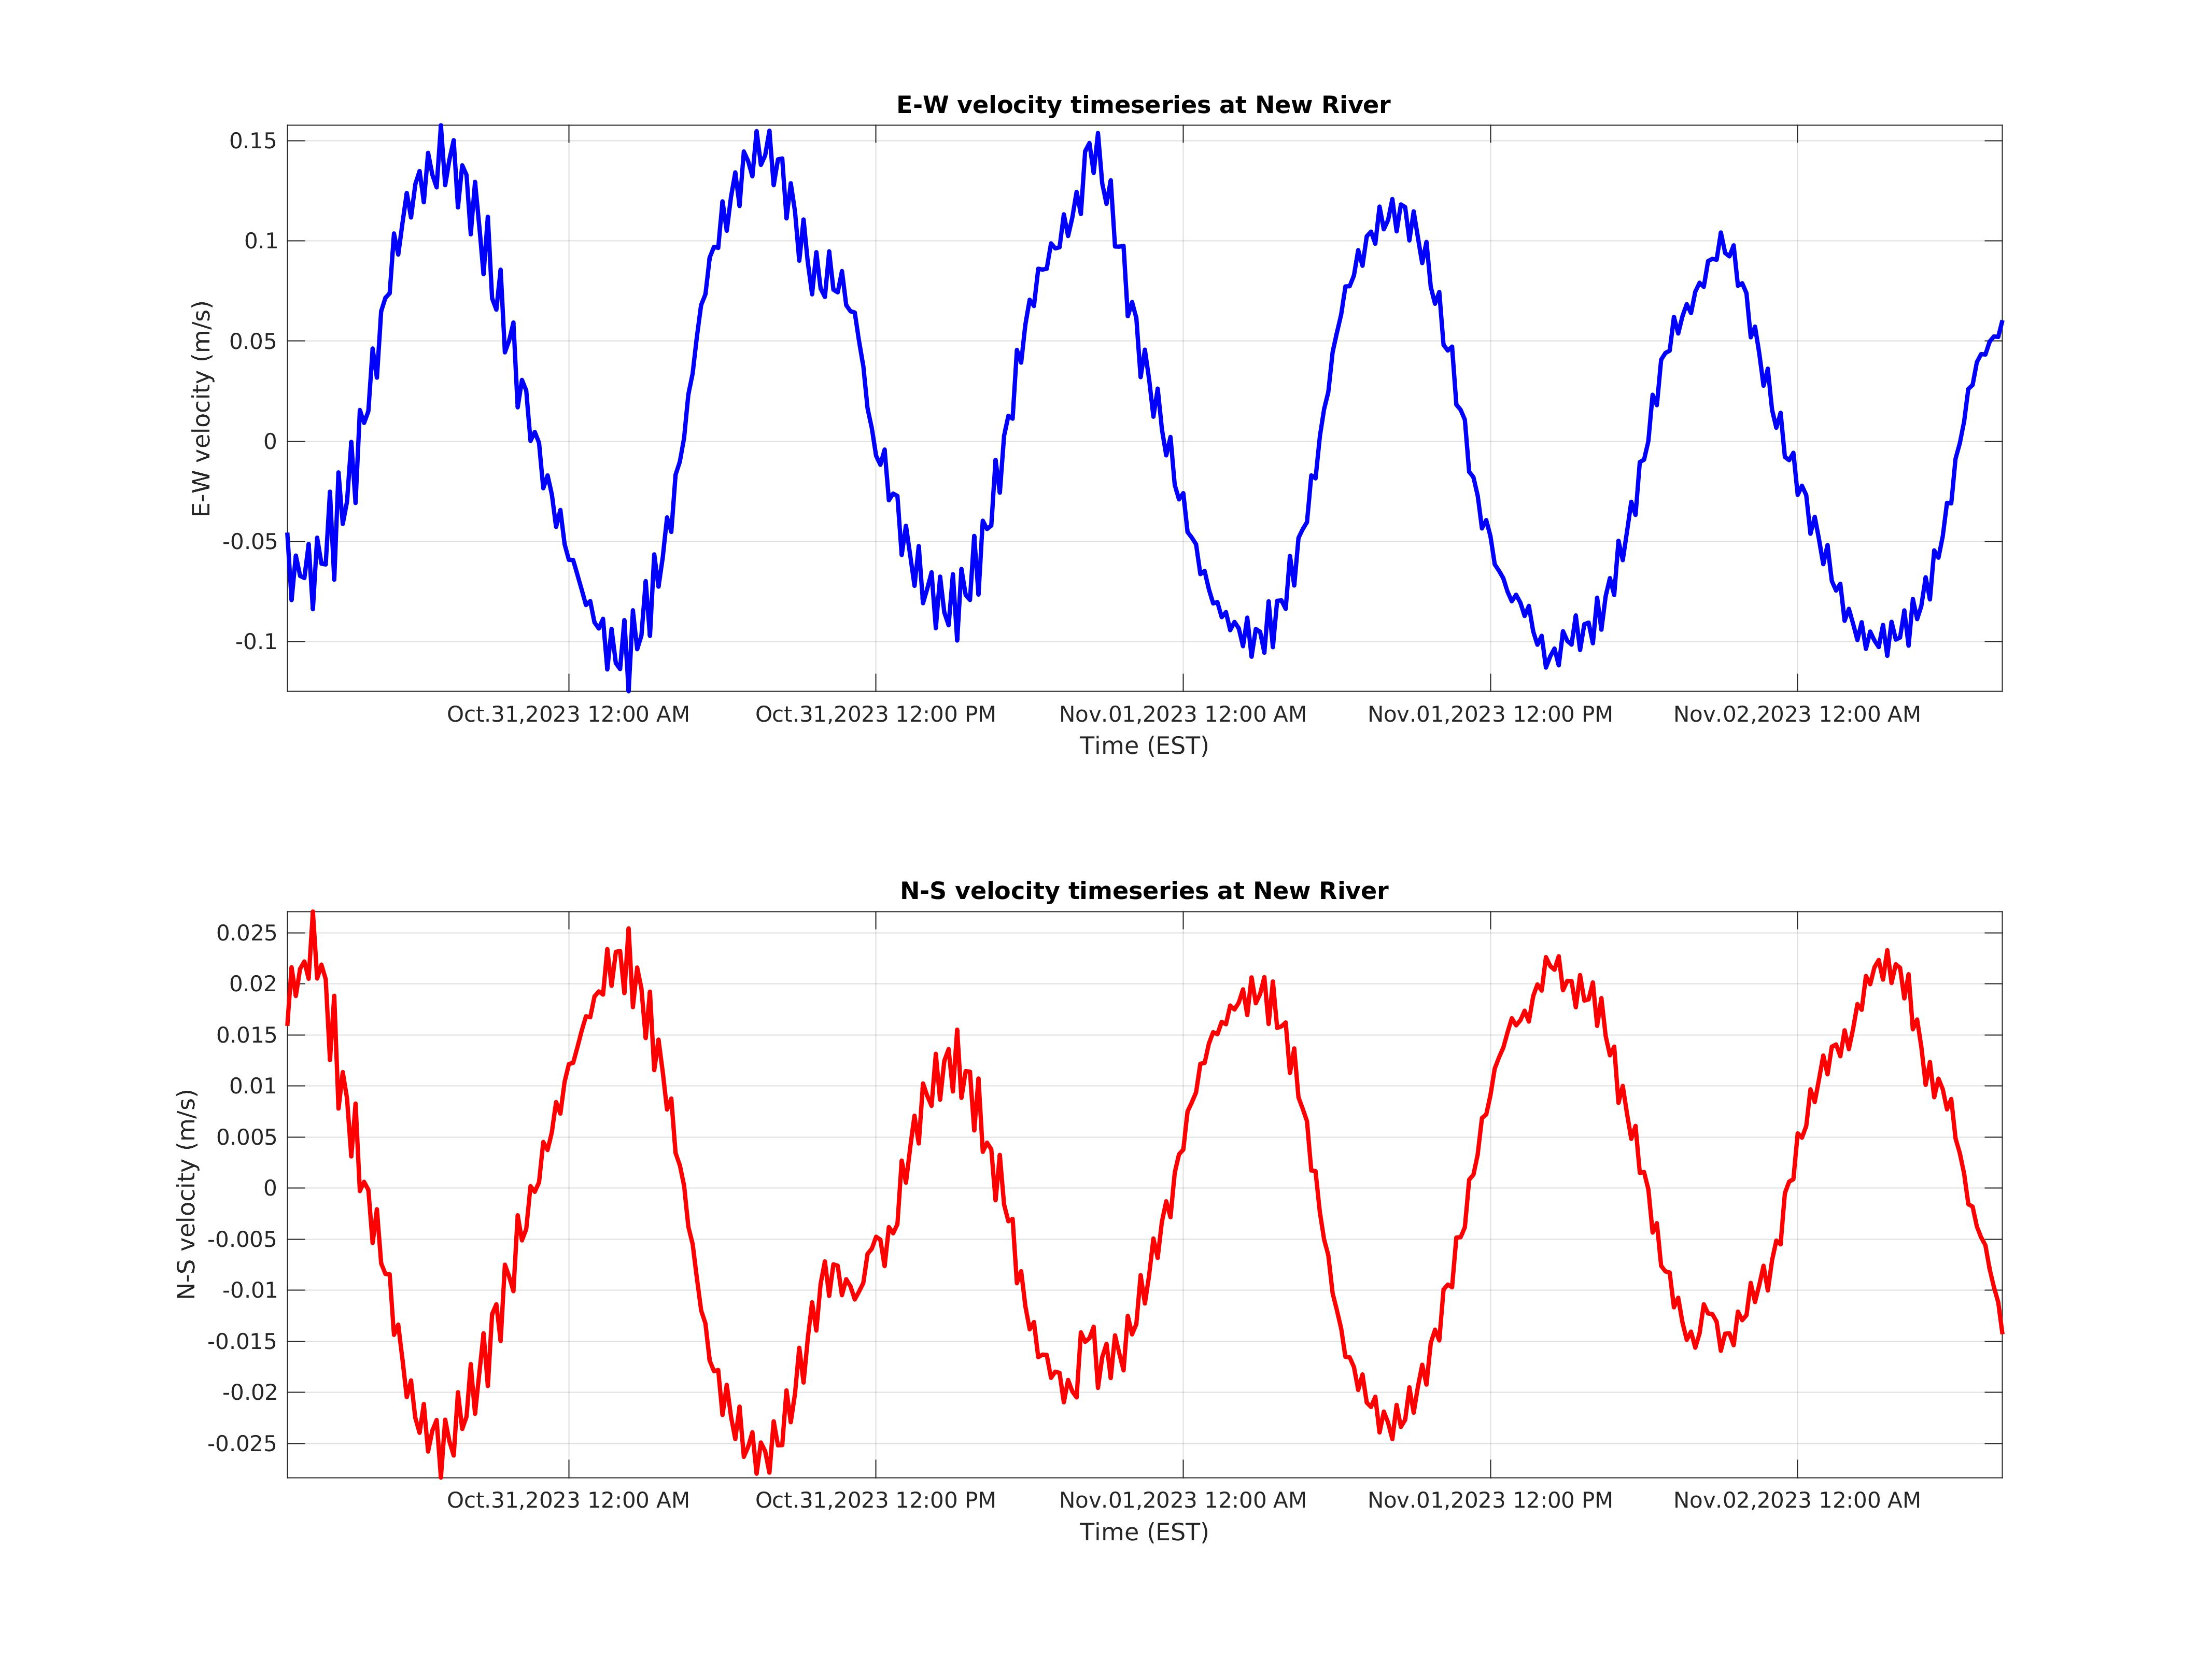 E-W velocity timeseries at New River
E-W velocity (m/s)
0.15
0.1
0.05
0
-0.05
-0.1
Oct.31,2023 12:00 AM Oct.31,2023 12:00 PM Nov.01,2023 12:00 AM Nov.01,2023 12:00 PM Nov.02,2023 12:00 AM
Time (EST)
N-S velocity timeseries at New River
N-S velocity (m/s)
0.025
0.02
0.015
0.01
0.005
0
-0.005
-0.01
-0.015
-0.02
-0.025
Oct.31,2023 12:00 AM Oct.31,2023 12:00 PM Nov.01,2023 12:00 AM Nov.01,2023 12:00 PM Nov.02,2023 12:00 AM
Time (EST)